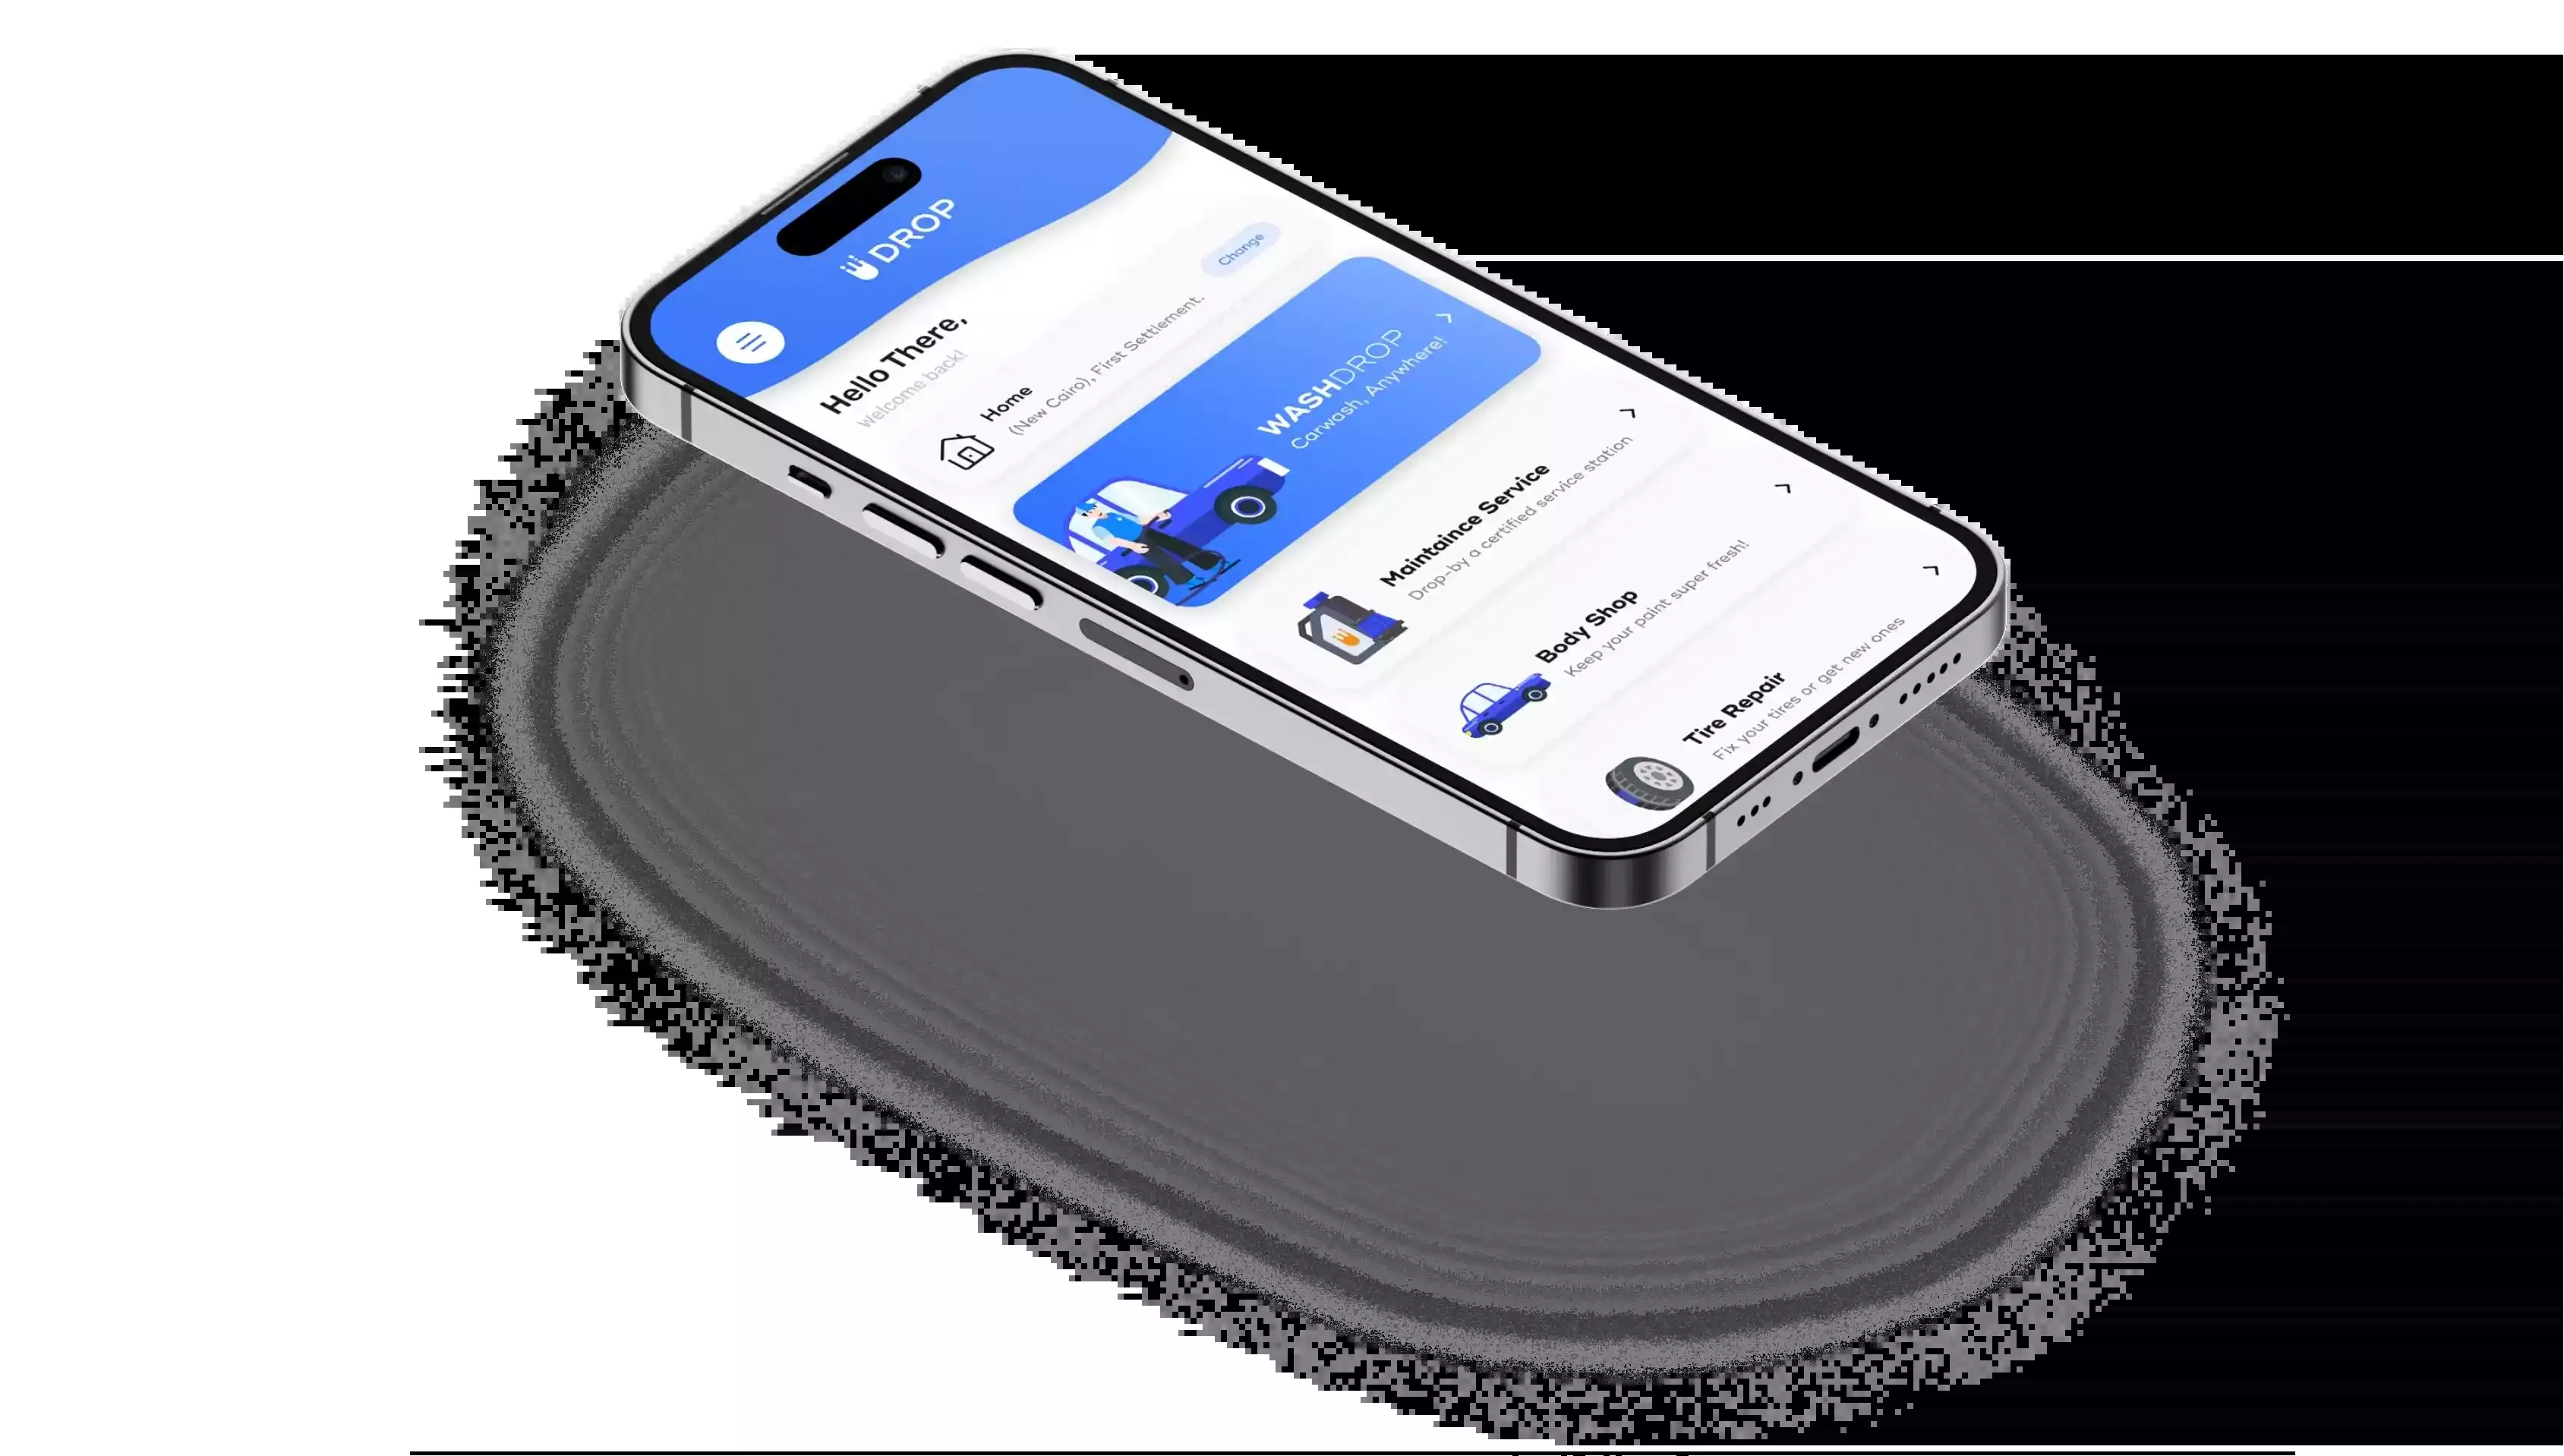 DROP
Hello There,
Welcome back!
Home
(New Cairo), First Settlement.
Change
WASHDROP
Carwash, Anywhere!
Maintaince Service
Drop-by a certified service station
Body Shop
Keep your paint super fresh!
Tire Repair
Fix your tires or get new ones